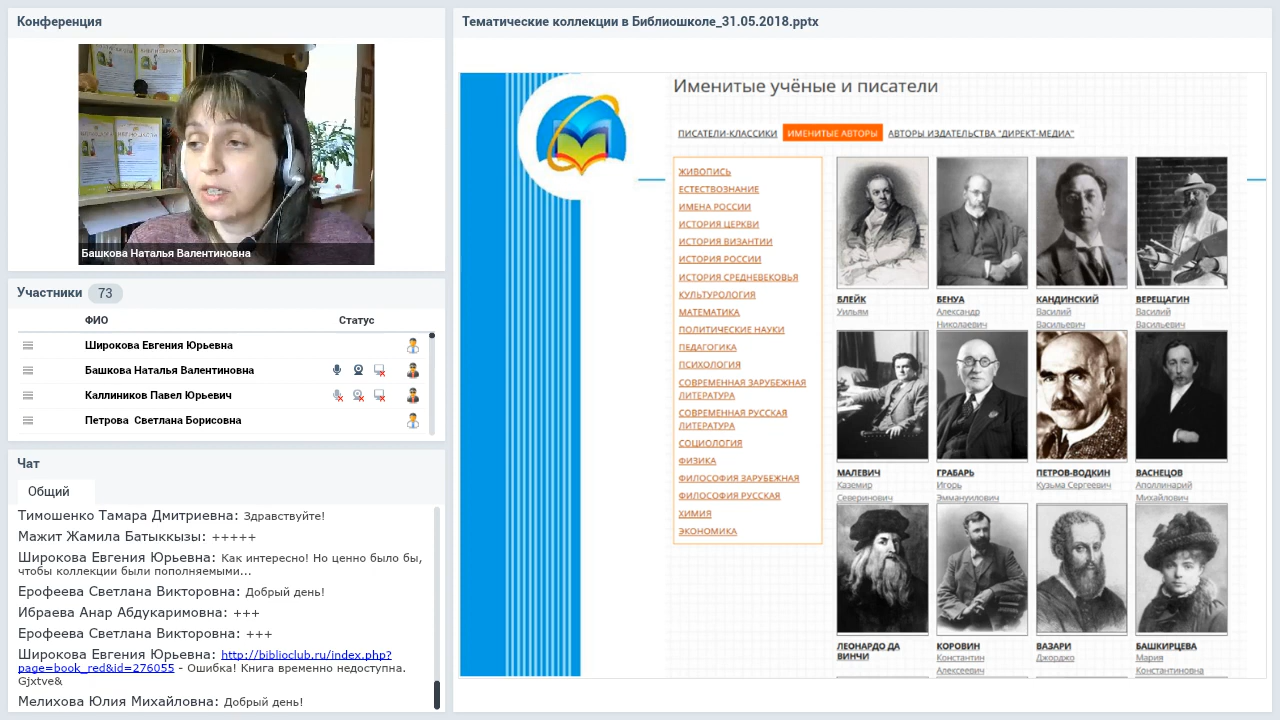 Конференция
Башкова Наталья Валентиновна
Участники 73
ФИО Статус
Широкова Евгения Юрьевна
Башкова Наталья Валентиновна
Каллиников Павел Юрьевич
Петрова Светлана Борисовна
Чат
Общий
Тимошенко Тамара Дмитриевна: Здравствуйте!
Жамила Батыккызы: +++++
Широкова Евгения Юрьевна: Как интересно! Но ценно было бы,
чтобы коллекции были пополняемыми...
Ерофеева Светлана Викторовна: Добрый день!
Ибраева Анар Абдукаримовна: +++
Ерофеева Светлана Викторовна: +++
Широкова Евгения Юрьевна: http://biblioclub.ru/index.php?
page=book_red&id=276055 - Ошибка! Книга временно недоступна.
Gjxtve&
Мелихова Юлия Михайловна: Добрый день!
Тематические коллекции в Библиошколе_31.05.2018.pptx
Именитые учёные и писатели
ПИСАТЕЛИ-КЛАССИКИ ИМЕНИТЫЕ АВТОРЫ АВТОРЫ ИЗДАТЕЛЬСТВА "ДИРЕКТ-МЕДИА"
ЖИВОПИСЬ
ЕСТЕСТВОЗНАНИЕ
ИМЕНА РОССИИ
ИСТОРИЯ ЦЕРКВИ
ИСТОРИЯ ВИЗАНТИИ
ИСТОРИЯ РОССИИ
ИСТОРИЯ СРЕДНЕВЕКОВЬЯ
КУЛЬТУРОЛОГИЯ
МАТЕМАТИКА
ПОЛИТИЧЕСКИЕ НАУКИ
ПЕДАГОГИКА
ПСИХОЛОГИЯ
СОВРЕМЕННАЯ ЗАРУБЕЖНАЯ
ЛИТЕРАТУРА
СОВРЕМЕННАЯ РУССКАЯ
ЛИТЕРАТУРА
СОЦИОЛОГИЯ
ФИЗИКА
ФИЛОСОФИЯ ЗАРУБЕЖНАЯ
ФИЛОСОФИЯ РУССКАЯ
ХИМИЯ
ЭКОНОМИКА
БЛЕЙК
Уильям
БЕНУА
Александр
Николаевич
КАНДИНСКИЙ
Василий
Васильевич
ВЕРЕЩАГИН
Василий
Васильевич
МАЛЕВИЧ
Каземир
Северинович
ГРАБАРЬ
Игорь
Эммануилович
ПЕТРОВ-ВОДКИН
Кузьма Сергеевич
ВАСНЕЦОВ
Аполлинарий
Михайлович
ЛЕОНАРДО ДА
ВИНЧИ
КОРОВИН
Константин
Алексеевич
ВАЗАРИ
Джорджо
БАШКИРЦЕВА
Мария
Константиновна